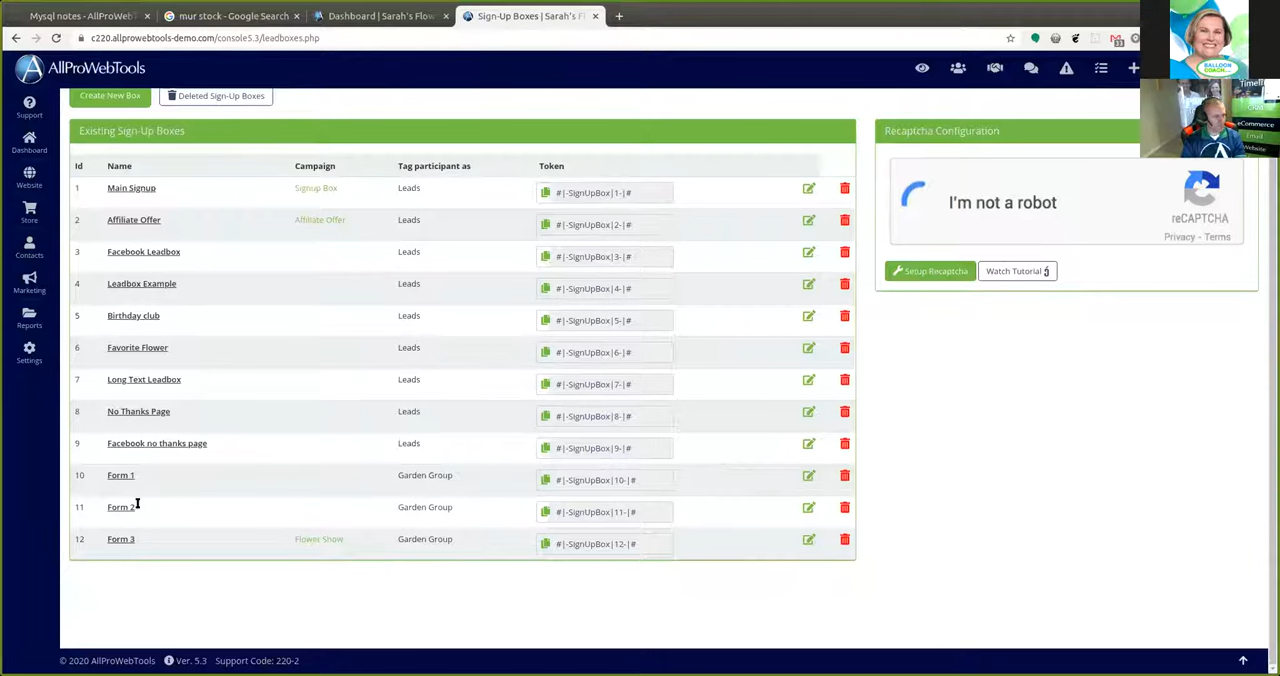 Mysql notes - AllProWeb
mur stock - Google Search
Dashboard | Sarah's Flow
Sign-Up Boxes | Sarah's Fl
c220.allprowebtools-demo.com/console5.3/leadboxes.php
AllProWebTools
Support
Dashboard
Website
Store
Contacts
Marketing
Reports
Settings
Create New Box
Deleted Sign-Up Boxes
Existing Sign-Up Boxes
Id Name Campaign Tag participant as Token
1 Main Signup Signup Box Leads #|-SignUpBox|1-|#
2 Affiliate Offer Affiliate Offer Leads #|-SignUpBox|2-|#
3 Facebook Leadbox Leads #|-SignUpBox|3-|#
4 Leadbox Example Leads #|-SignUpBox|4-|#
5 Birthday club Leads #|-SignUpBox|5-|#
6 Favorite Flower Leads #|-SignUpBox|6-|#
7 Long Text Leadbox Leads #|-SignUpBox|7-|#
8 No Thanks Page Leads #|-SignUpBox|8-|#
9 Facebook no thanks page Leads #|-SignUpBox|9-|#
10 Form 1 Garden Group #|-SignUpBox|10-|#
11 Form 2 Garden Group #|-SignUpBox|11-|#
12 Form 3 Flower Show Garden Group #|-SignUpBox|12-|#
Recaptcha Configuration
I'm not a robot
reCAPTCHA
Privacy - Terms
Setup Recaptcha
Watch Tutorial
BALLOON
COACH
eCommerce
Email
Website
© 2020 AllProWebTools Ver. 5.3 Support Code: 220-2